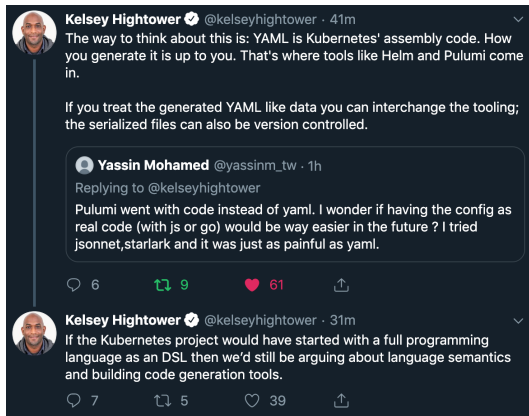 Kelsey Hightower @kelseyhightower · 41m
The way to think about this is: YAML is Kubernetes' assembly code. How
you generate it is up to you. That's where tools like Helm and Pulumi come
in.
If you treat the generated YAML like data you can interchange the tooling;
the serialized files can also be version controlled.
Yassin Mohamed @yassinm_tw · 1h
Replying to @kelseyhightower
Pulumi went with code instead of yaml. I wonder if having the config as
real code (with js or go) would be way easier in the future ? I tried
jsonnet,starlark and it was just as painful as yaml.
6 9 61
Kelsey Hightower @kelseyhightower · 31m
If the Kubernetes project would have started with a full programming
language as an DSL then we'd still be arguing about language semantics
and building code generation tools.
7 5 39